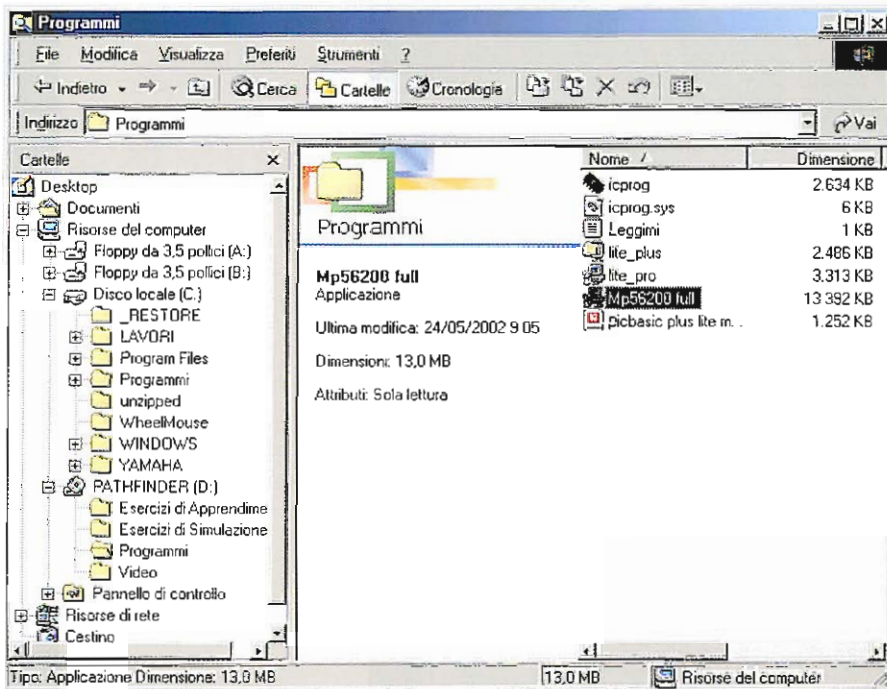 Programmi
File Modifica Visualizza Preferiti Strumenti ?
Indietro Cerca Cartelle Cronologia
Indirizzo Programmi Vai
Cartelle
Desktop
Documenti
Risorse del computer
Floppy da 3,5 pollici (A:)
Floppy da 3,5 pollici (B:)
Disco locale (C:)
_RESTORE
LAVORI
Program Files
Programmi
unzipped
WheelMouse
WINDOWS
YAMAHA
PATHFINDER (D:)
Esercizi di Apprendime
Esercizi di Simulazione
Programmi
Video
Pannello di controllo
Risorse di rete
Cestino
Programmi
Mp56200 full
Applicazione
Ultima modifica: 24/05/2002 9.05
Dimensioni: 13,0 MB
Attributi: Sola lettura
Nome Dimensione
icprog 2.634 KB
icprog.sys 6 KB
Leggimi 1 KB
lite_plus 2.486 KB
lite_pro 3.313 KB
Mp56200 full 13.392 KB
picbasic plus lite m... 1.252 KB
Tipo: Applicazione Dimensione: 13,0 MB 13,0 MB Risorse del computer